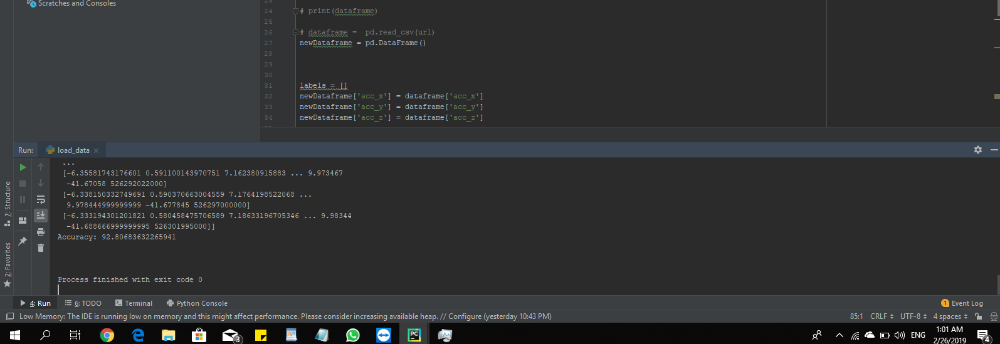 Scratches and Consoles
23
24 # print(dataframe)
25
26 # dataframe =  pd.read_csv(url)
27 newDataframe = pd.DataFrame()
28
29
30
31 labels = []
32 newDataframe['acc_x'] = dataframe['acc_x']
33 newDataframe['acc_y'] = dataframe['acc_y']
34 newDataframe['acc_z'] = dataframe['acc_z']
Run: load_data
...
[-6.35581743176601 0.591100143970751 7.162380915883 ... 9.973467
-41.67058 526292022000]
[-6.338150332749691 0.590370663004559 7.1764198522068 ...
9.978444999999999 -41.677845 526297000000]
[-6.333194301201821 0.580458475706589 7.18633196705346 ... 9.98344
-41.688666999999995 526301995000]]
Accuracy: 92.80683632265941
Process finished with exit code 0
7: Structure
2: Favorites
4: Run 6: TODO Terminal Python Console 1 Event Log
Low Memory: The IDE is running low on memory and this might affect performance. Please consider increasing available heap. // Configure (yesterday 10:43 PM) 85:1 CRLF UTF-8 4 spaces
3 PC ENG 1:01 AM
2/26/2019 4